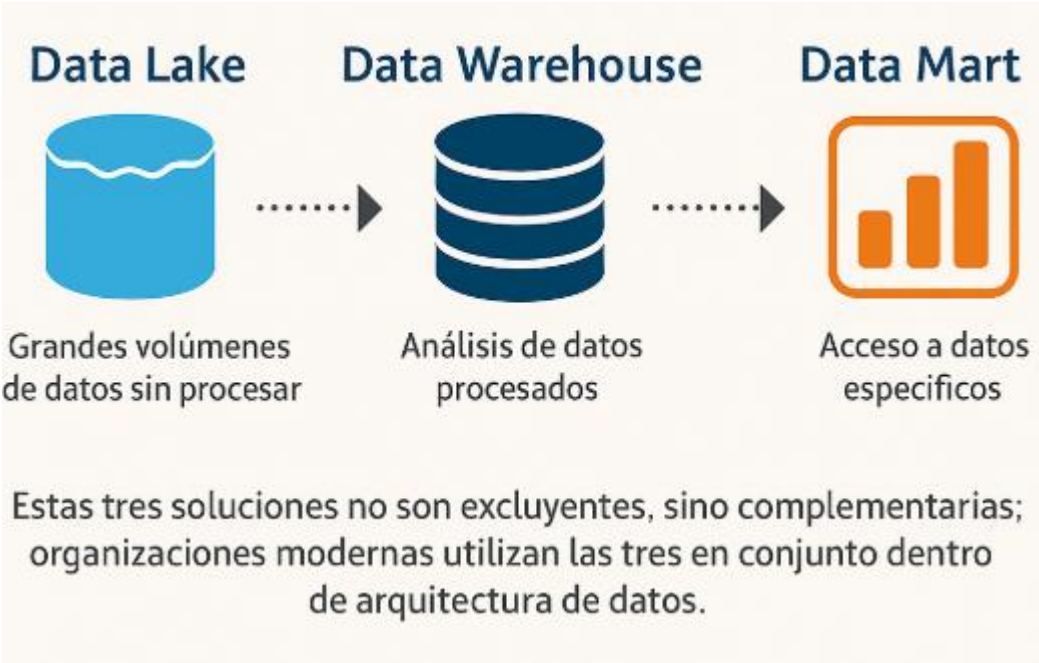 Data Lake
Data Warehouse
Data Mart
Grandes volúmenes
de datos sin procesar
Análisis de datos
procesados
Acceso a datos
especificos
Estas tres soluciones no son excluyentes, sino complementarias;
organizaciones modernas utilizan las tres en conjunto dentro
de arquitectura de datos.